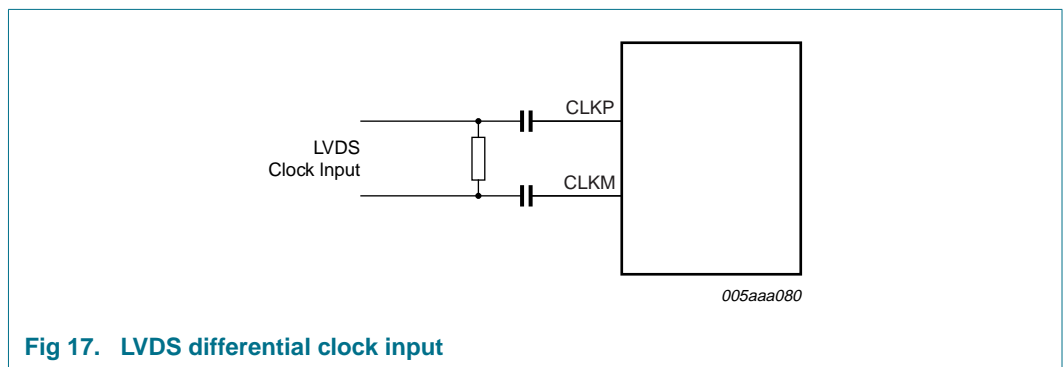 CLKP
LVDS
Clock Input
CLKM
005aaa080
Fig 17. LVDS differential clock input